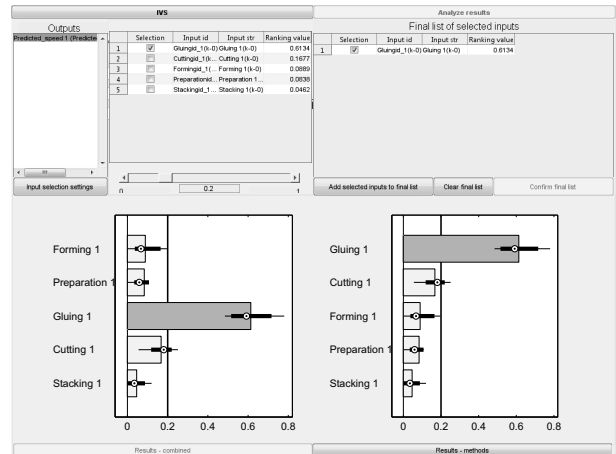 IVS
Analyze results
Outputs
Predicted_speed 1 (Predicte
Selection Input id Input str Ranking value
1 Gluingid_1(k-0) Gluing 1(k-0) 0.6134
2 Cuttingid_1(k... Cutting 1(k-0) 0.1677
3 Formingid_1(k... Forming 1(k-0) 0.0889
4 Preparationid... Preparation 1... 0.0838
5 Stackingid_1... Stacking 1(k-0) 0.0462
Final list of selected inputs
Selection Input id Input str Ranking value
1 Gluingid_1(k-0) Gluing 1(k-0) 0.6134
Input selection settings
0 0.2 1
Add selected inputs to final list
Clear final list
Confirm final list
Forming 1
Preparation 1
Gluing 1
Cutting 1
Stacking 1
0 0.2 0.4 0.6 0.8
Gluing 1
Cutting 1
Forming 1
Preparation 1
Stacking 1
0 0.2 0.4 0.6 0.8
Results - combined
Results - methods